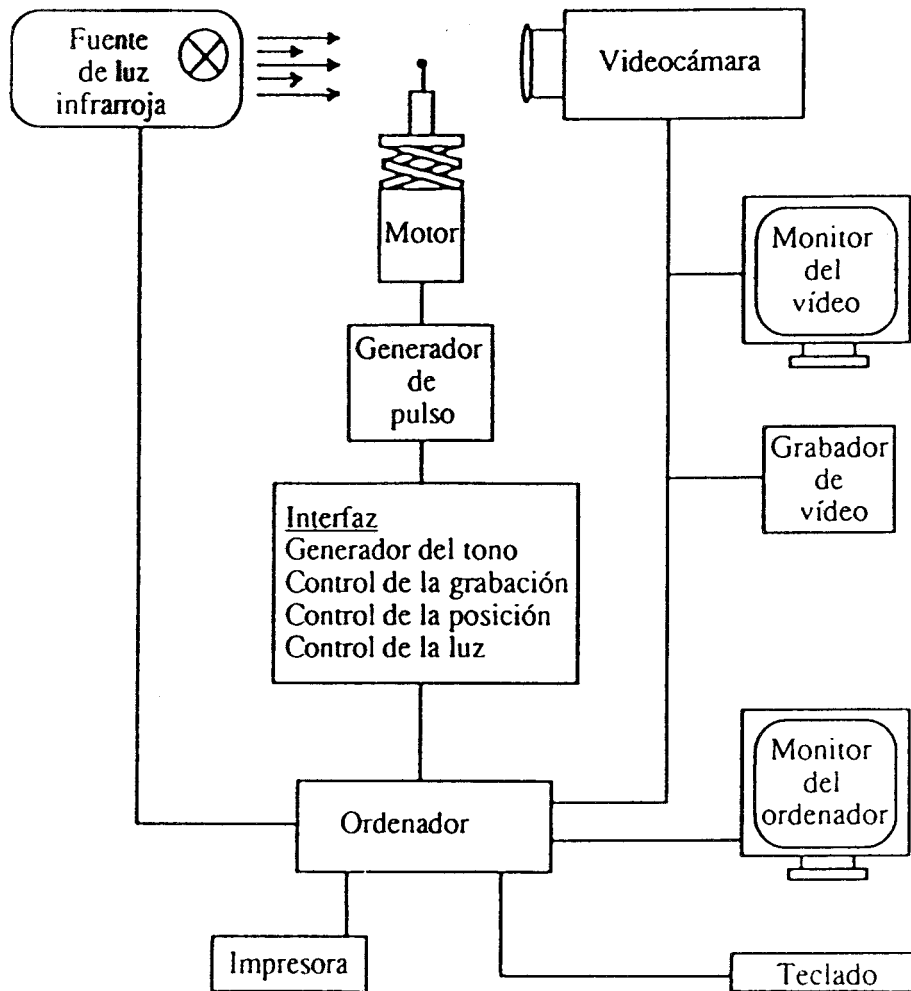 Fuente
de luz
infrarroja
Videocámara
Motor
Monitor
del
vídeo
Generador
de
pulso
Grabador
de
vídeo
Interfaz
Generador del tono
Control de la grabación
Control de la posición
Control de la luz
Monitor
del
ordenador
Ordenador
Impresora
Teclado